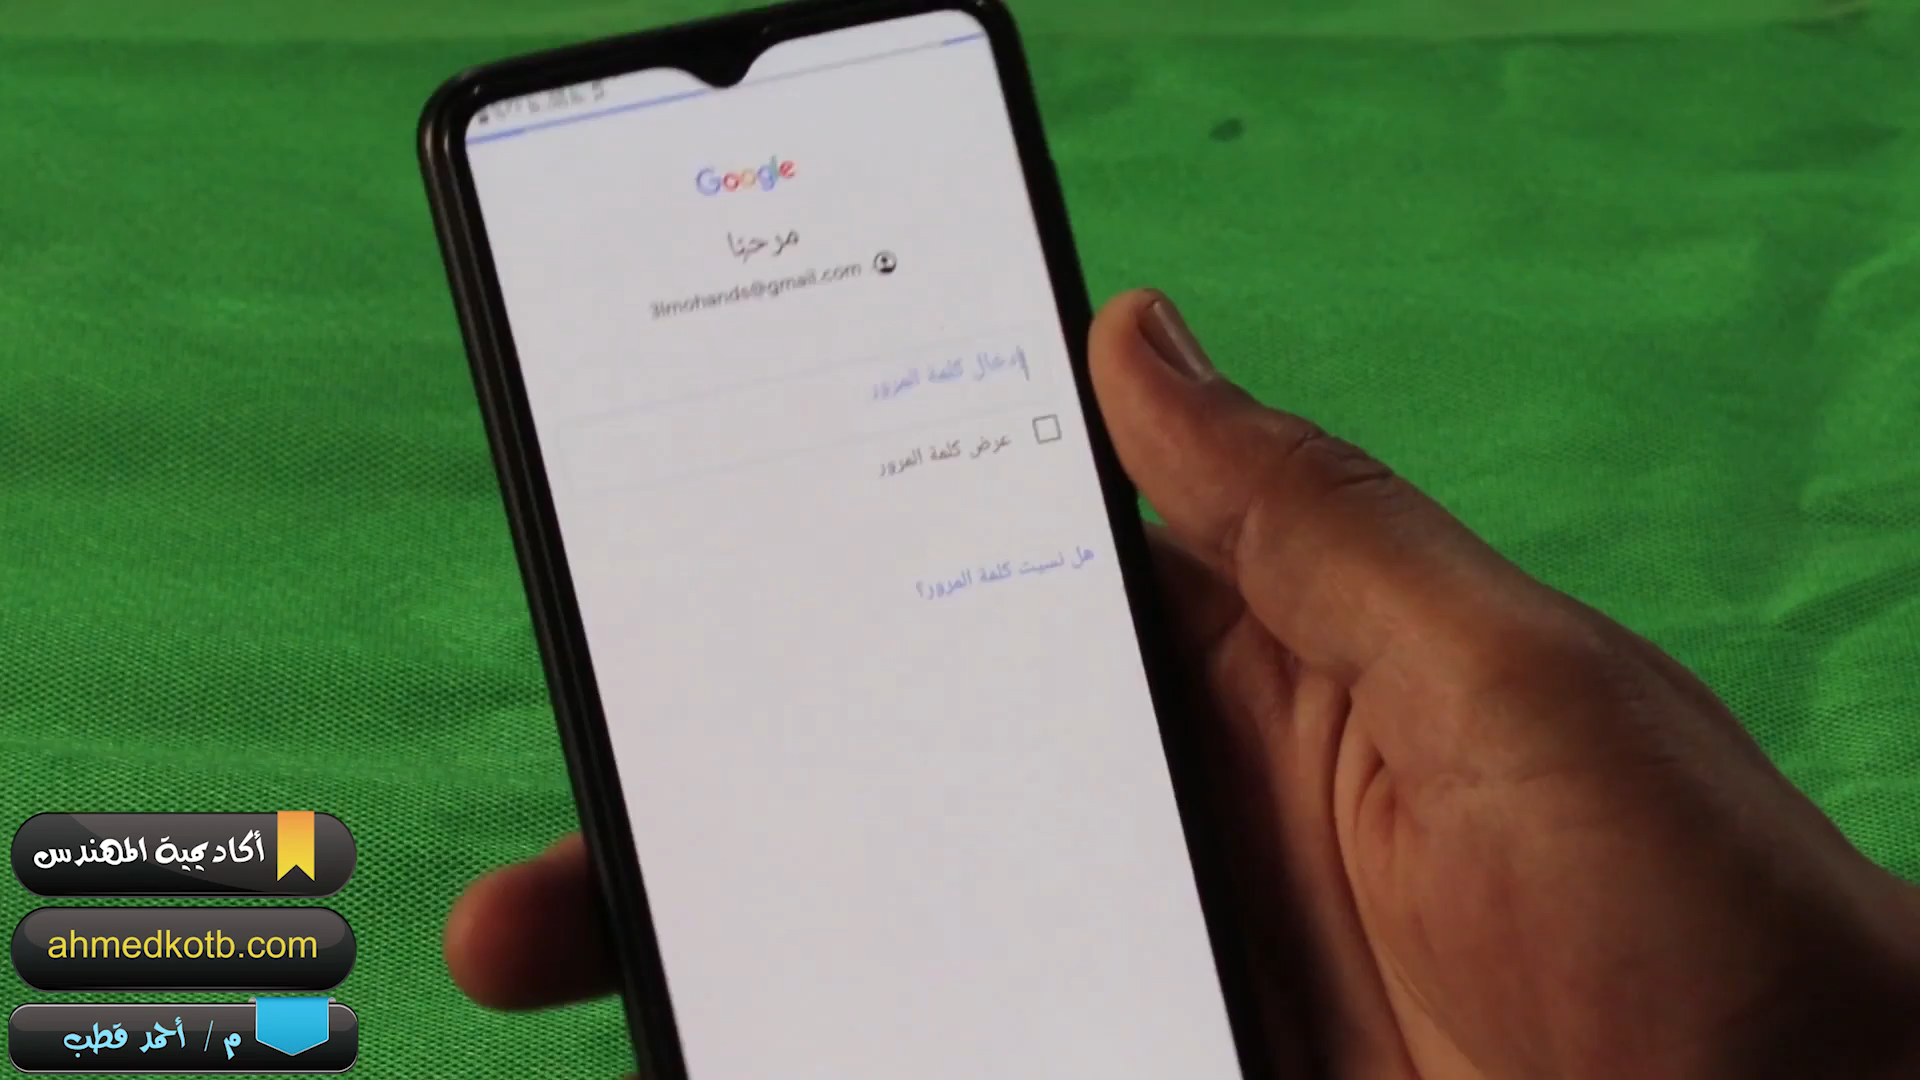 Google
مرحبًا
3lmohands@gmail.com
إدخال كلمة المرور
عرض كلمة المرور
هل نسيت كلمة المرور؟
أكاديمية المهندس
ahmedkotb.com
م / أحمد قطب